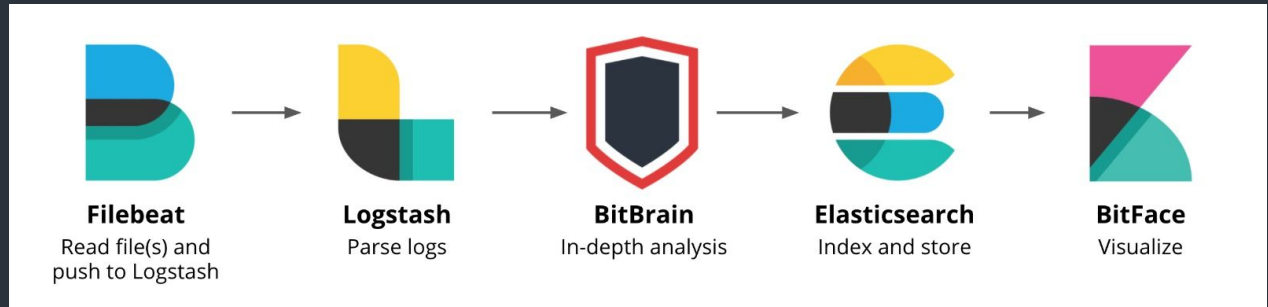 Filebeat
Read file(s) and
push to Logstash
Logstash
Parse logs
BitBrain
In-depth analysis
Elasticsearch
Index and store
BitFace
Visualize